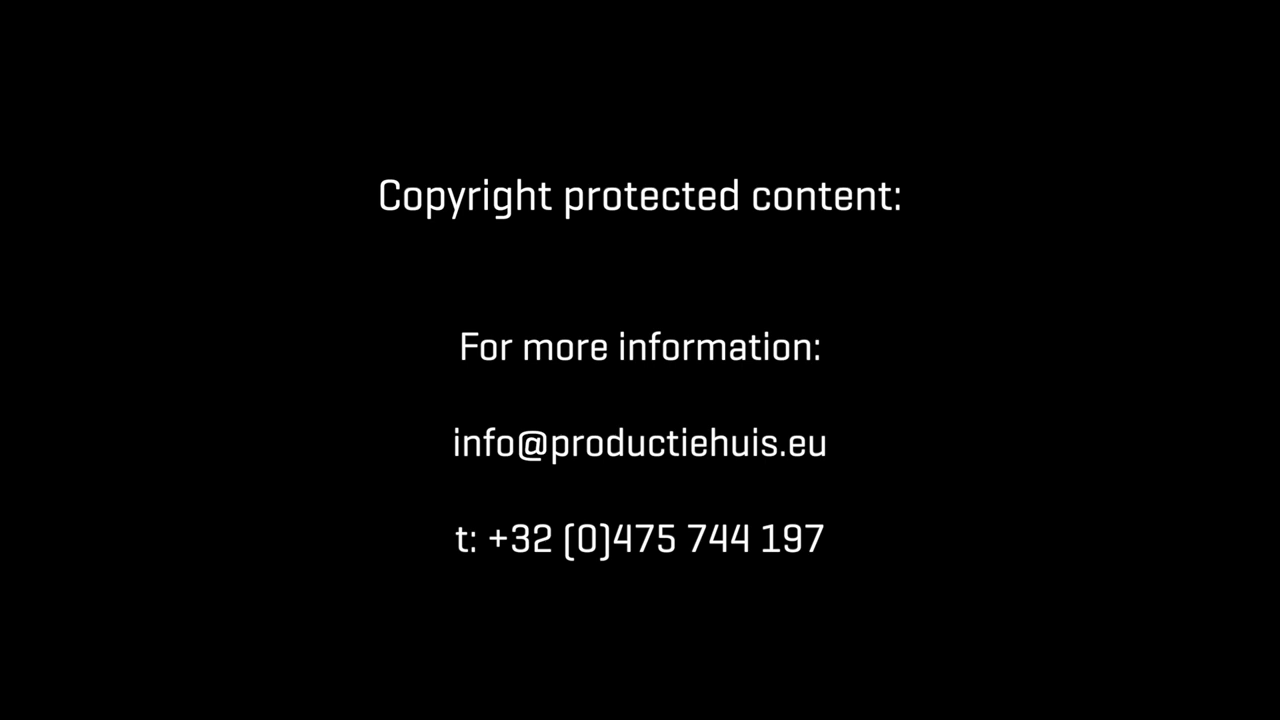 Copyright protected content:
For more information:
info@productiehuis.eu
t: +32 (0)475 744 197